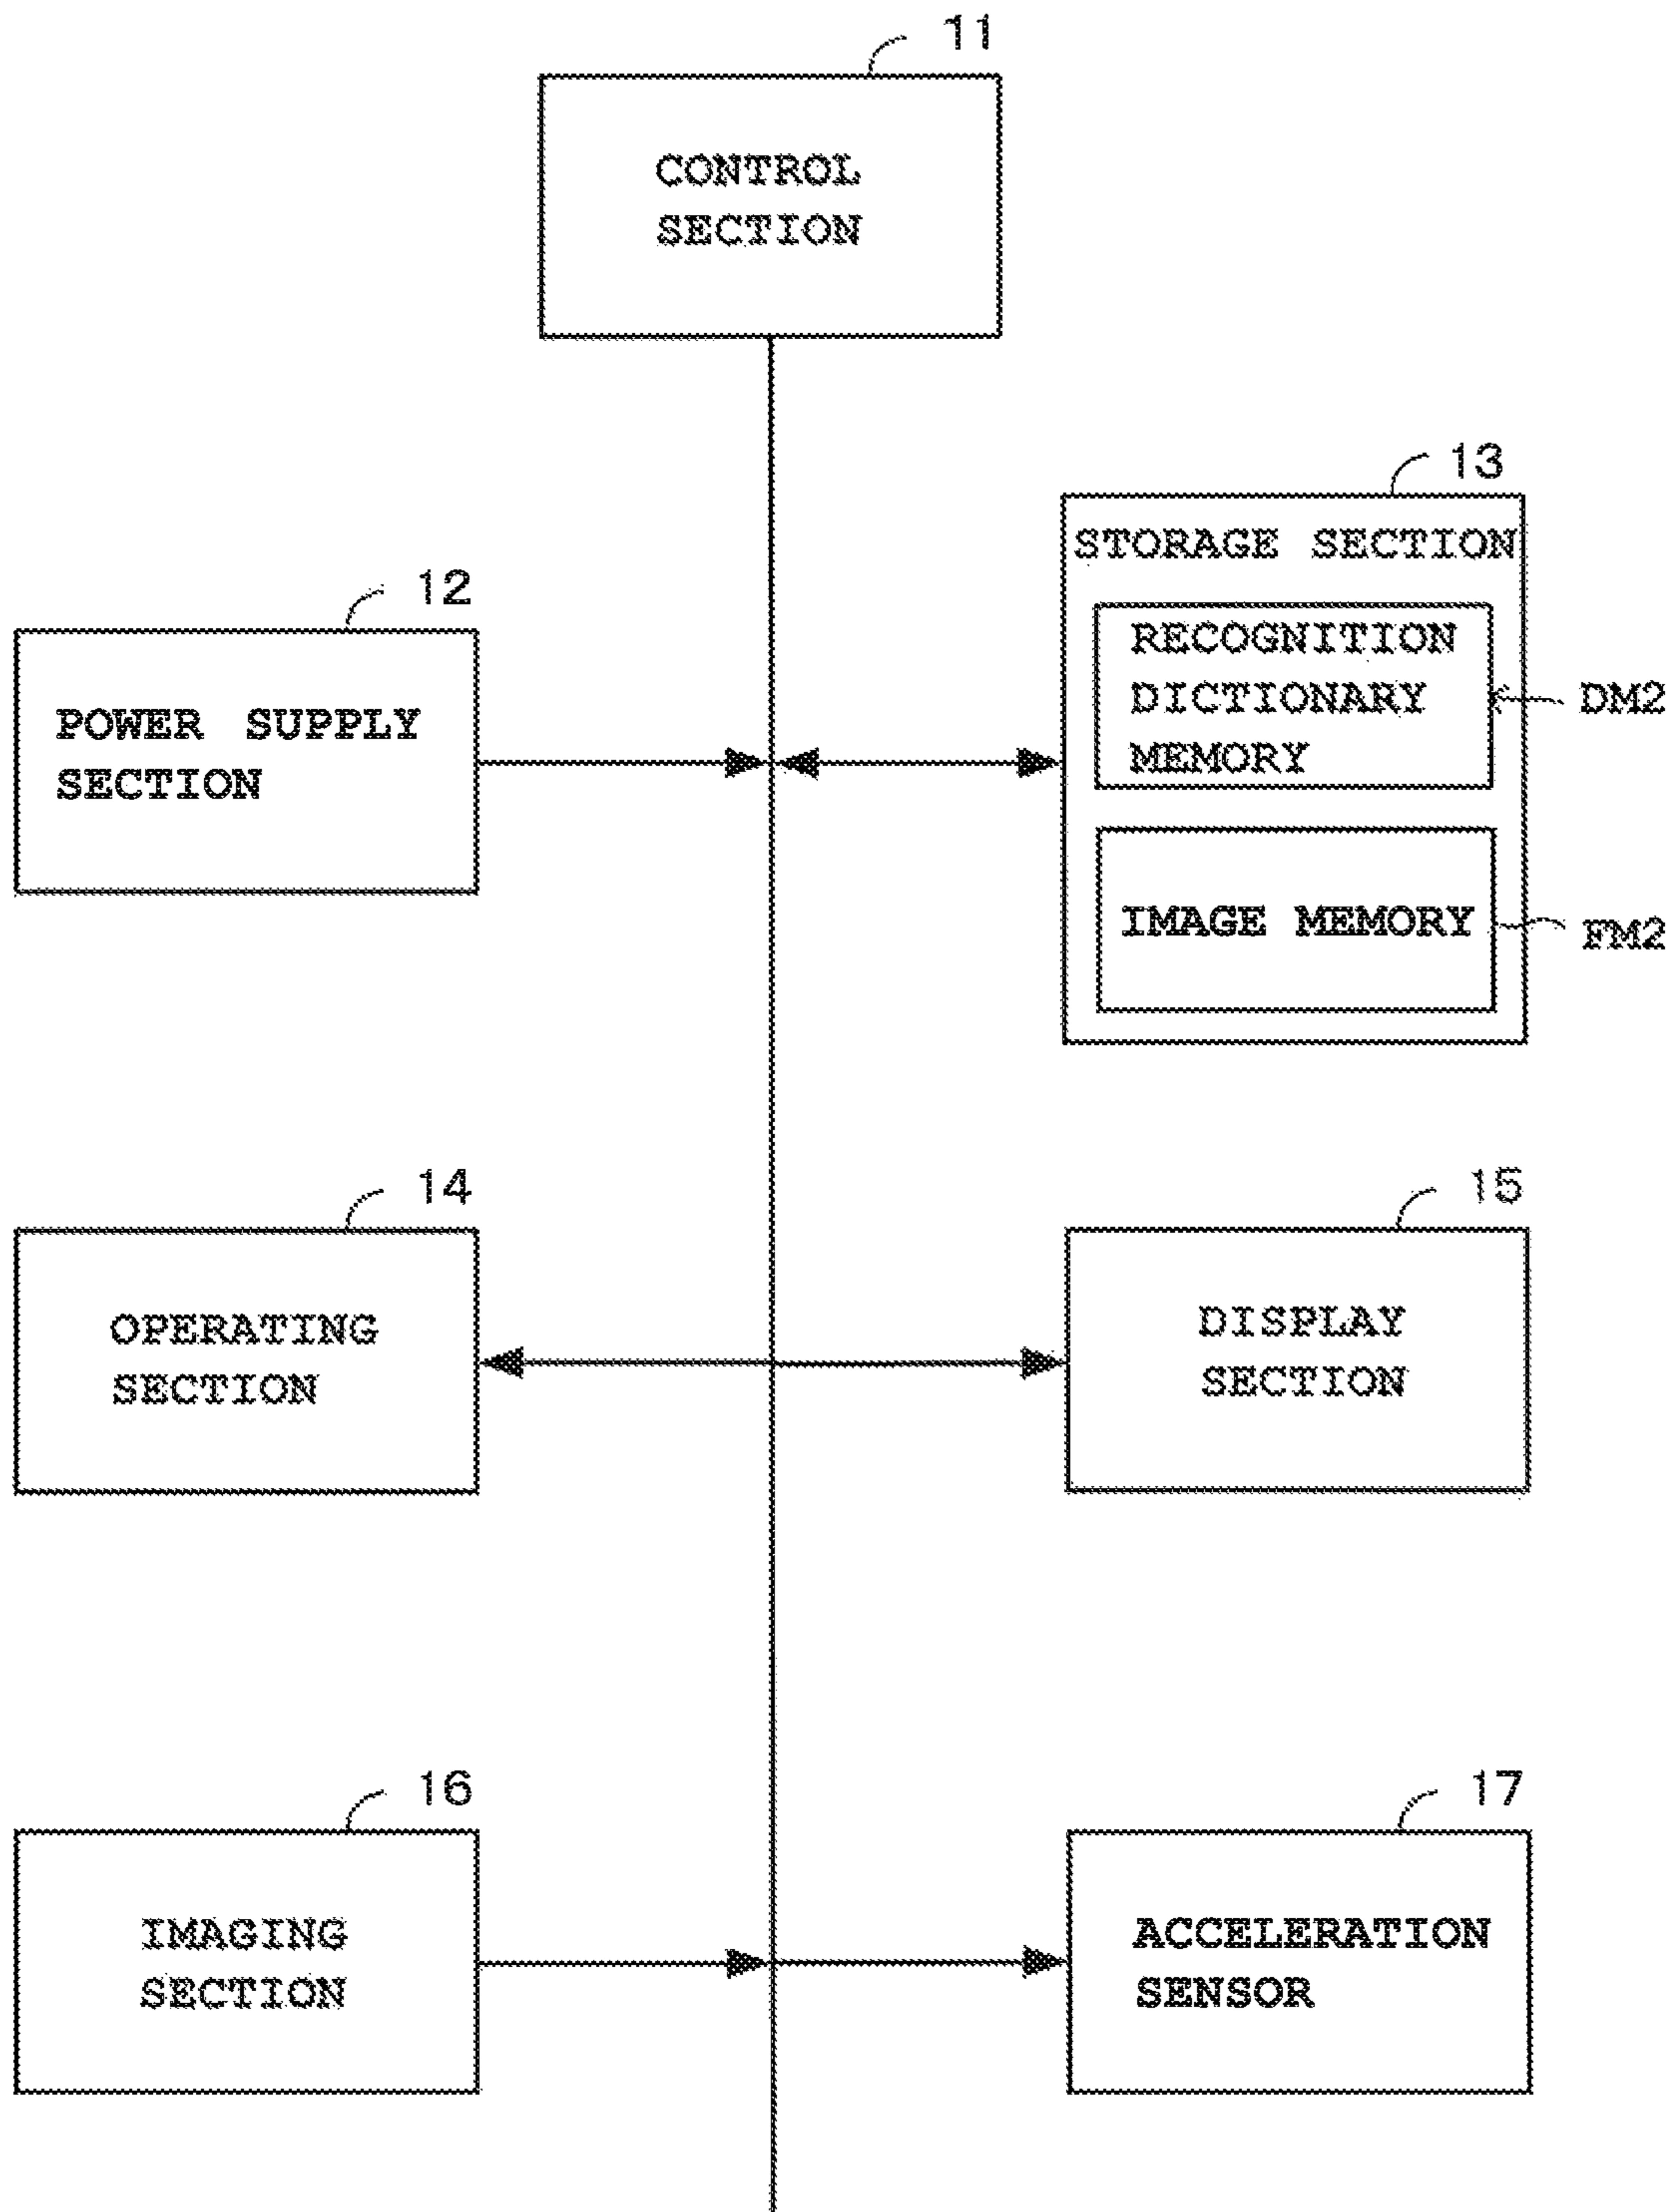 11
CONTROL
SECTION
13
STORAGE SECTION
12
RECOGNITION
DICTIONARY
MEMORY
DM2
POWER SUPPLY
SECTION
IMAGE MEMORY
FM2
14
15
OPERATING
SECTION
DISPLAY
SECTION
16
17
IMAGING
SECTION
ACCELERATION
SENSOR